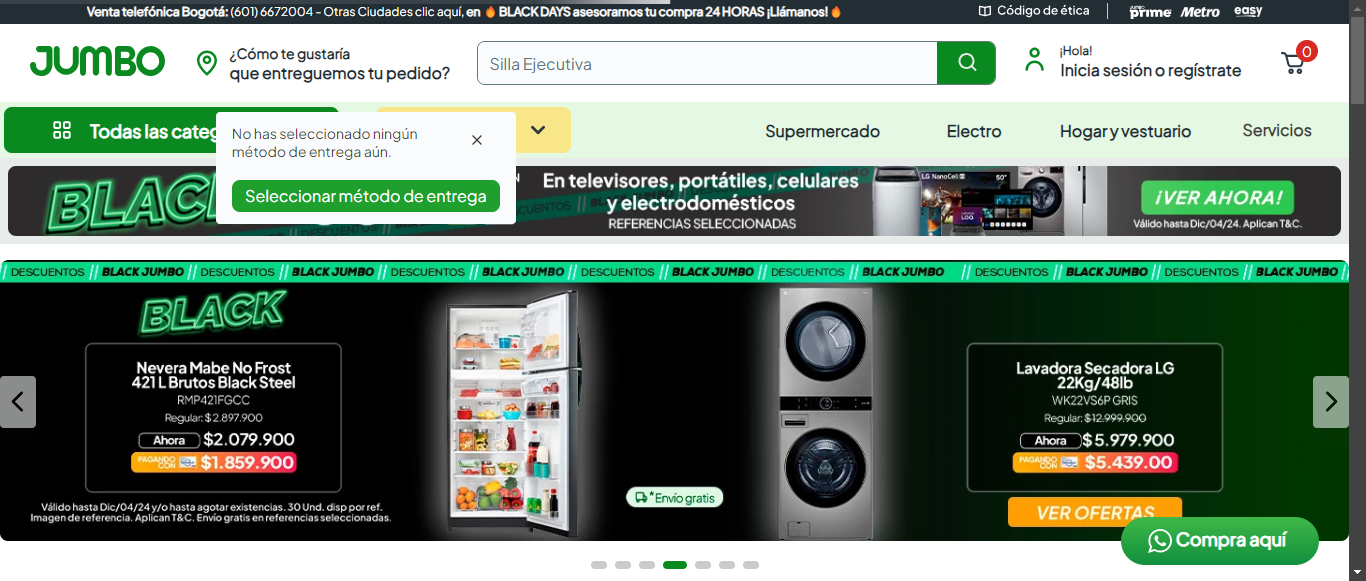 Venta telefónica Bogotá: (601) 6672004 - Otras Ciudades clic aquí, en 🔥 BLACK DAYS asesoramos tu compra 24 HORAS ¡Llámanos!🔥
Código de ética
JUMBO prime
Metro
easy
JUMBO
¿Cómo te gustaría
que entreguemos tu pedido?
Silla Ejecutiva
¡Hola!
Inicia sesión o regístrate
0
Todas las categ
Supermercado
Electro
Hogar y vestuario
Servicios
No has seleccionado ningún
método de entrega aún.
Seleccionar método de entrega
BLACK
En televisores, portátiles, celulares
y electrodomésticos
REFERENCIAS SELECCIONADAS
LG NanoCell
50"
¡VER AHORA!
Válido hasta Dic/04/24. Aplican T&C.
DESCUENTOS // BLACK JUMBO // DESCUENTOS // BLACK JUMBO // DESCUENTOS // BLACK JUMBO // DESCUENTOS // BLACK JUMBO // DESCUENTOS // BLACK JUMBO // DESCUENTOS // BLACK JUMBO // DESCUENTOS // BLACK JUMBO
BLACK
Nevera Mabe No Frost
421 L Brutos Black Steel
RMP421FGCC
Regular: $2.897.900
Ahora $2.079.900
PAGANDO CON $1.859.900
Válido hasta Dic/04/24 y/o hasta agotar existencias. 30 Und. disp por ref.
Imagen de referencia. Aplican T&C. Envío gratis en referencias seleccionadas.
*Envío gratis
Lavadora Secadora LG
22Kg/48lb
WK22VS6P GRIS
Regular: $12.999.900
Ahora $5.979.900
PAGANDO CON $5.439.00
VER OFERTAS
Compra aquí